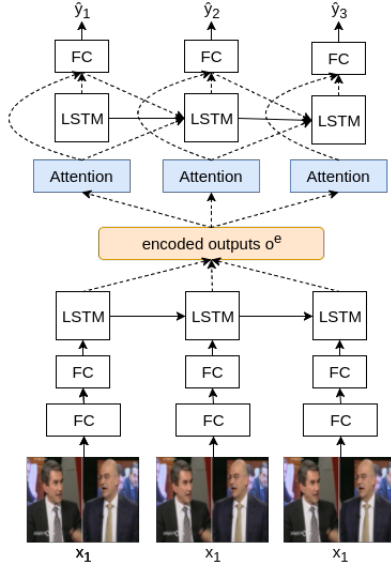 ŷ1 ŷ2 ŷ3
FC FC FC
LSTM LSTM LSTM
Attention Attention Attention
encoded outputs oᵉ
LSTM LSTM LSTM
FC FC FC
FC FC FC
x1 x1 x1